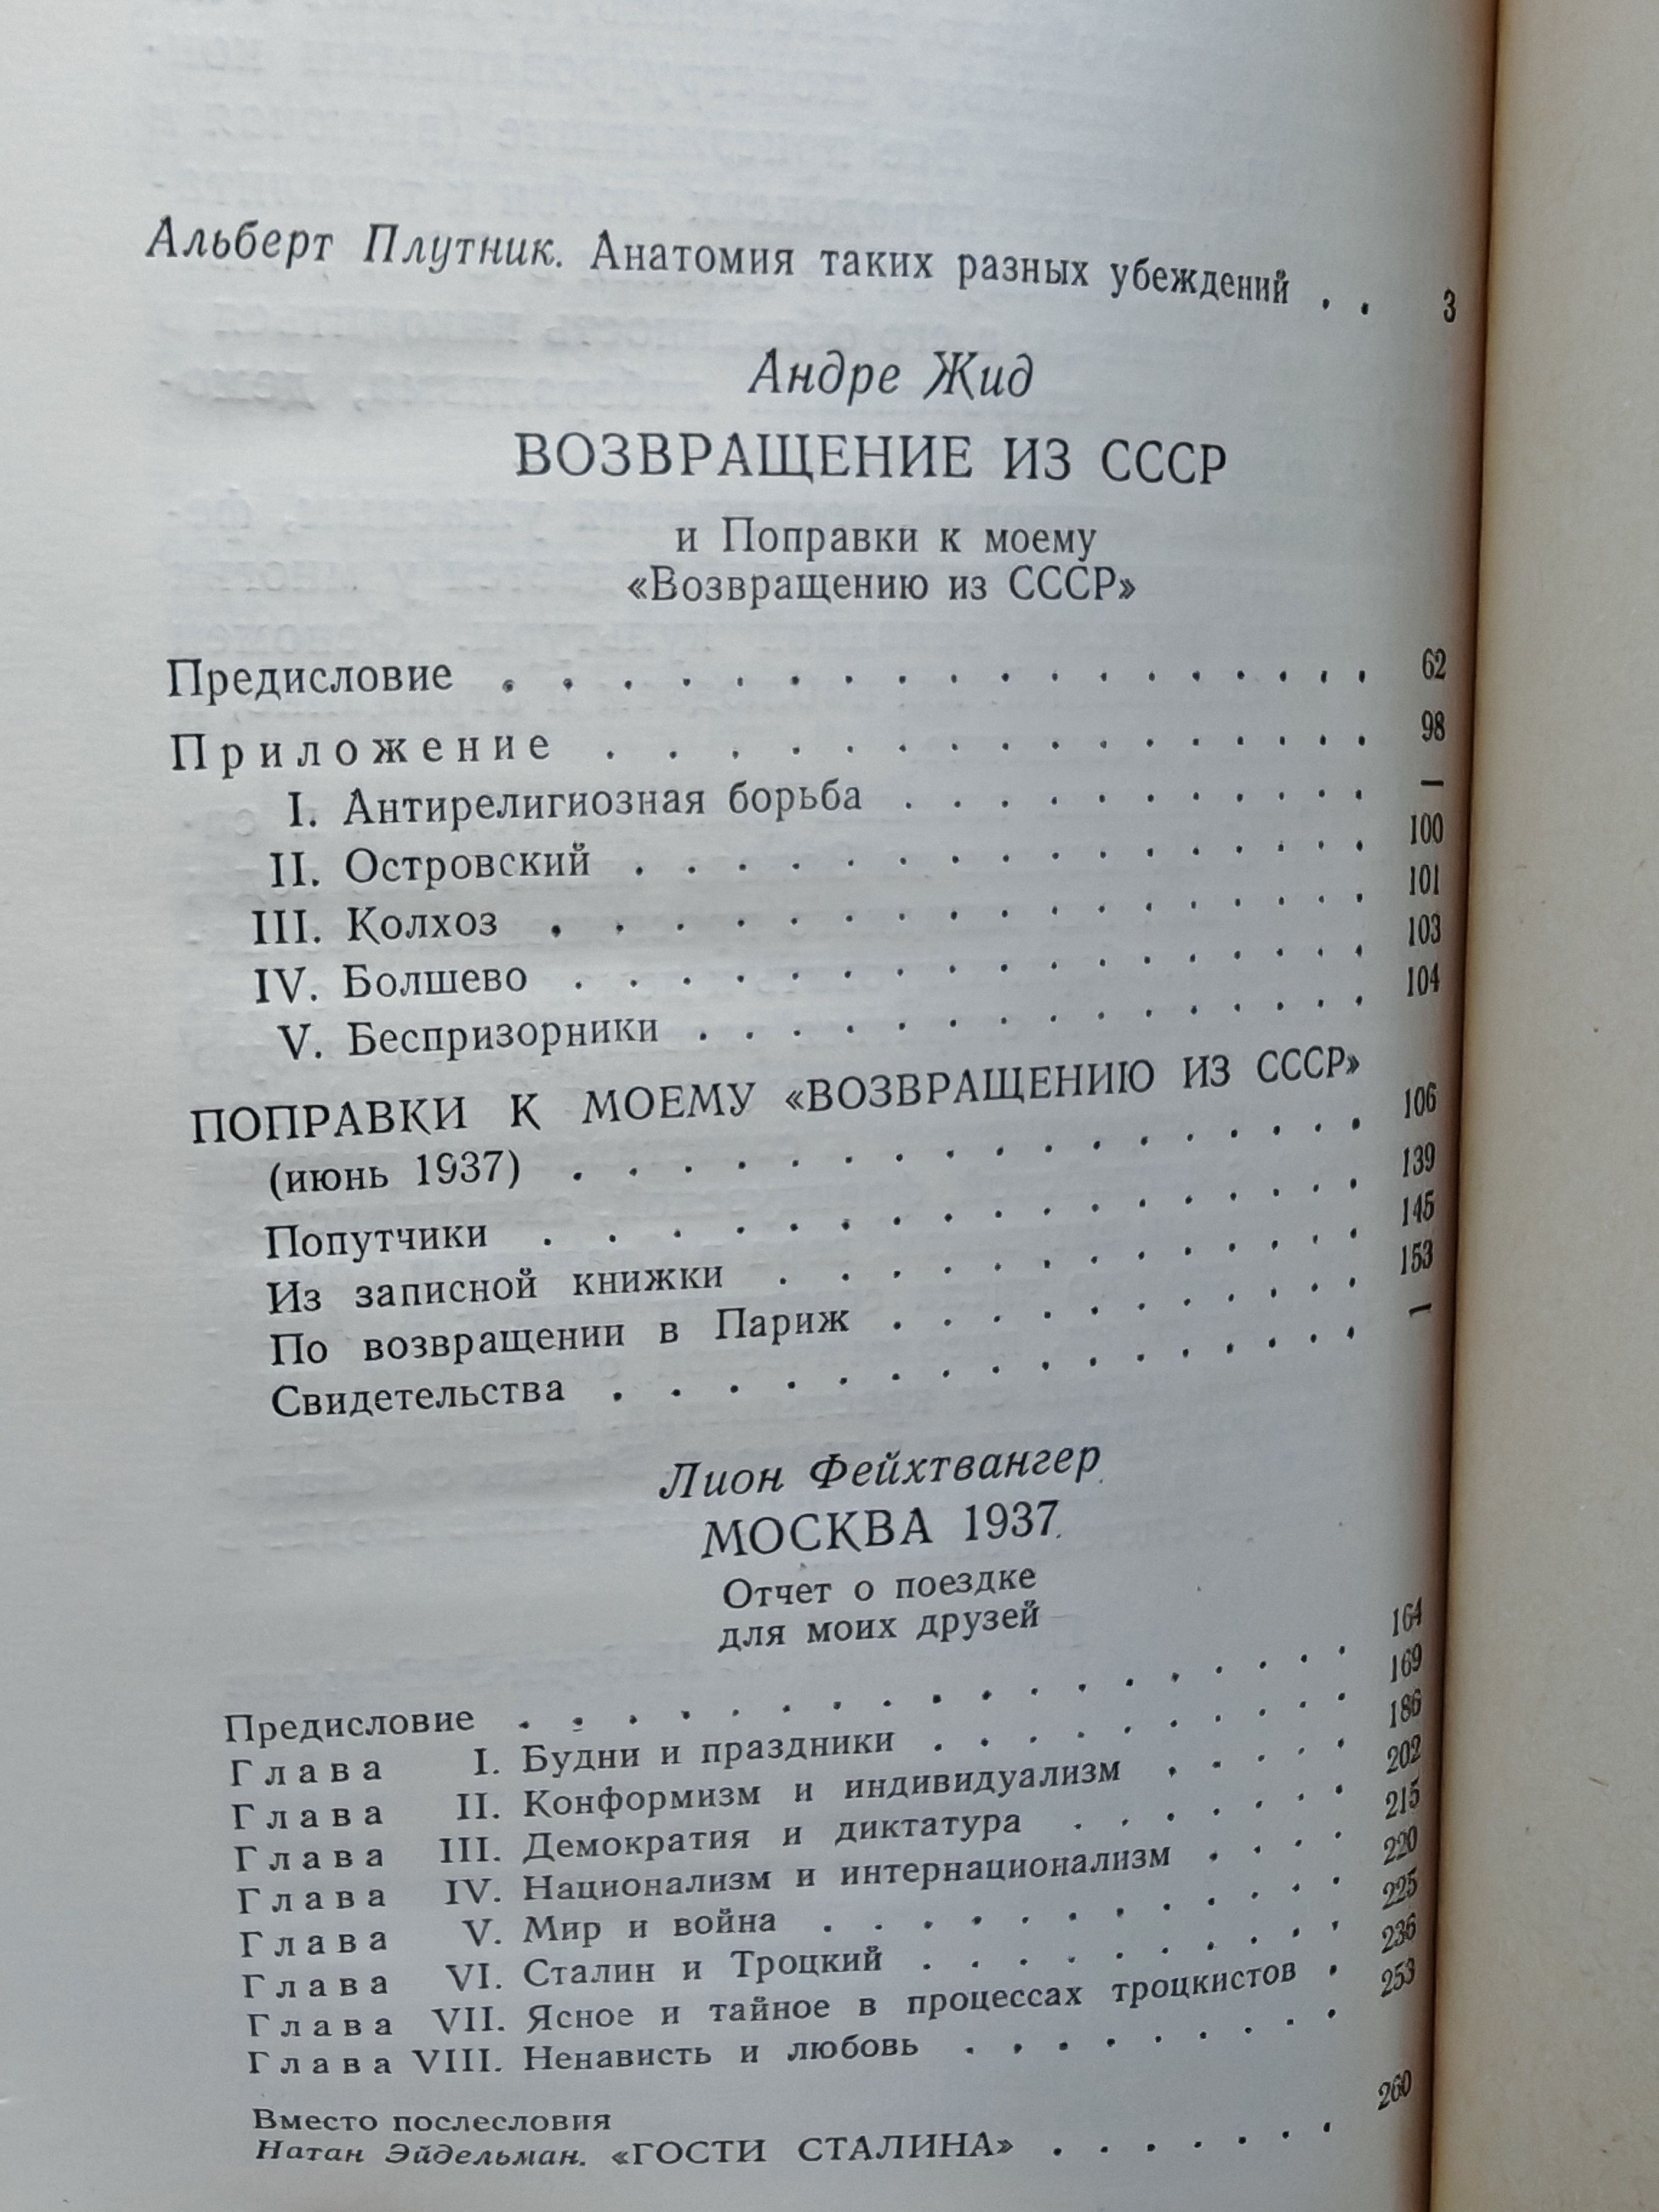 Альберт Плутник. Анатомия таких разных убеждений . . 3
Андре Жид
ВОЗВРАЩЕНИЕ ИЗ СССР
и Поправки к моему
«Возвращению из СССР»
Предисловие . . . . . . . . . . . . . . . . 62
Приложение . . . . . . . . . . . . . . 98
I. Антирелигиозная борьба . . . . . . . . . . —
II. Островский . . . . . . . . . . . . . . 100
III. Колхоз . . . . . . . . . . . . . . . 101
IV. Болшево . . . . . . . . . . . . . . . 103
V. Беспризорники . . . . . . . . . . . . . 104
ПОПРАВКИ К МОЕМУ «ВОЗВРАЩЕНИЮ ИЗ СССР»
(июнь 1937) . . . . . . . . . . . . . . . 106
Попутчики . . . . . . . . . . . . . . . 139
Из записной книжки . . . . . . . . . . . 145
По возвращении в Париж . . . . . . . . . . 153
Свидетельства . . . . . . . . . . . . . . —
Лион Фейхтвангер
МОСКВА 1937
Отчет о поездке
для моих друзей
Предисловие . . . . . . . . . . . . . . . . 164
Глава I. Будни и праздники . . . . . . . . . 169
Глава II. Конформизм и индивидуализм . . . . . 186
Глава III. Демократия и диктатура . . . . . . . 202
Глава IV. Национализм и интернационализм . . . . 215
Глава V. Мир и война . . . . . . . . . . . 220
Глава VI. Сталин и Троцкий . . . . . . . . . 225
Глава VII. Ясное и тайное в процессах троцкистов . 236
Глава VIII. Ненависть и любовь . . . . . . . . . 253
Вместо послесловия
Натан Эйдельман. «ГОСТИ СТАЛИНА» . . . . . . . 260